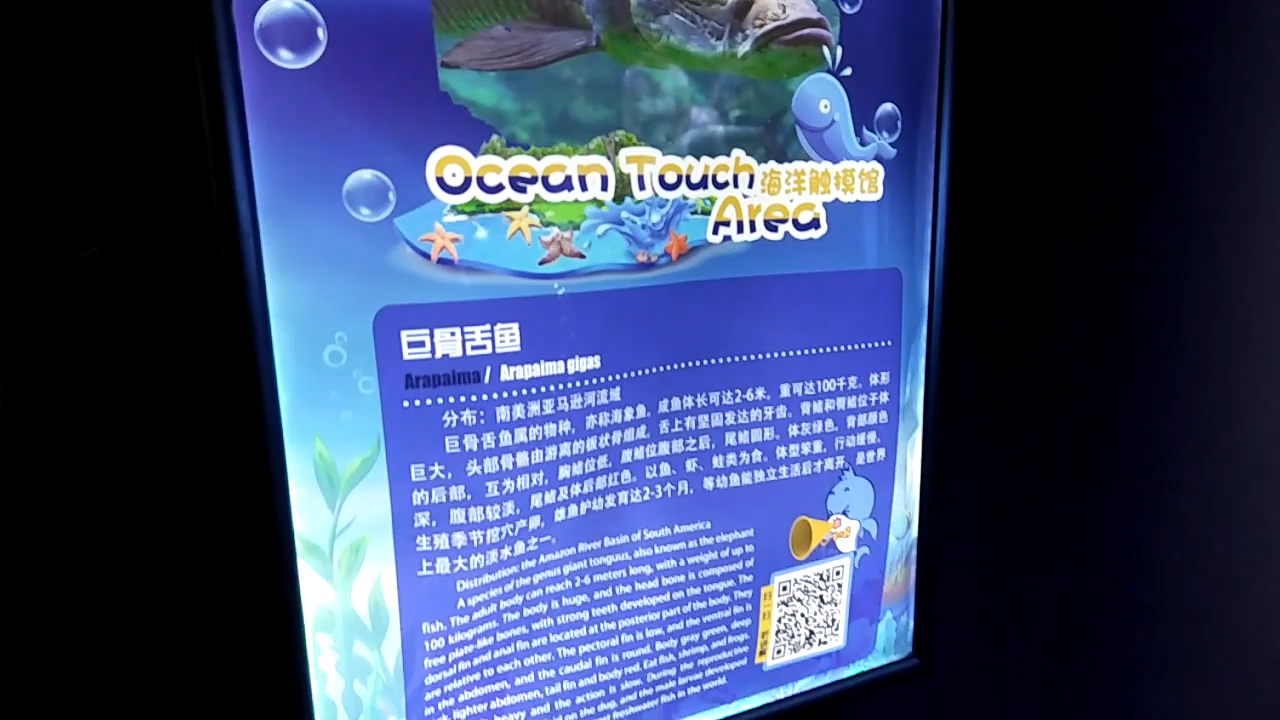 Ocean Touch 海洋触摸馆
Area
巨骨舌鱼
Arapaima / Arapaima gigas
分布：南美洲亚马逊河流域
巨骨舌鱼属的物种，亦称海象鱼。成鱼体长可达2-6米，重可达100千克。体形
巨大，头部骨骼由游离的板状骨组成，舌上有坚固发达的牙齿。背鳍和臀鳍位于体
的后部，互为相对，胸鳍位低，腹鳍位腹部之后，尾鳍圆形。体灰绿色，背部颜色
深，腹部较淡，尾鳍及体后部红色。以鱼、虾、蛙类为食，体型笨重，行动缓慢，
生殖季节挖穴产卵，雄鱼护幼发育达2-3个月，等幼鱼能独立生活后才离开，是世界
上最大的淡水鱼之一。
Distribution: the Amazon River Basin of South America
A species of the genus giant tonguus, also known as the elephant
fish. The adult body can reach 2-6 meters long, with a weight of up to
100 kilograms. The body is huge, and the head bone is composed of
free plate-like bones, with strong teeth developed on the tongue. The
dorsal fin and anal fin are located at the posterior part of the body. They
are relative to each other. The pectoral fin is low, and the ventral fin is
in the abdomen, and the caudal fin is round. Body gray green, deep
lighter abdomen, tail fin and body red. Eat fish, shrimp, and frogs.
heavy and the action is slow. During the reproductive
on the dug, and the male larvae developed
freshwater fish in the world.